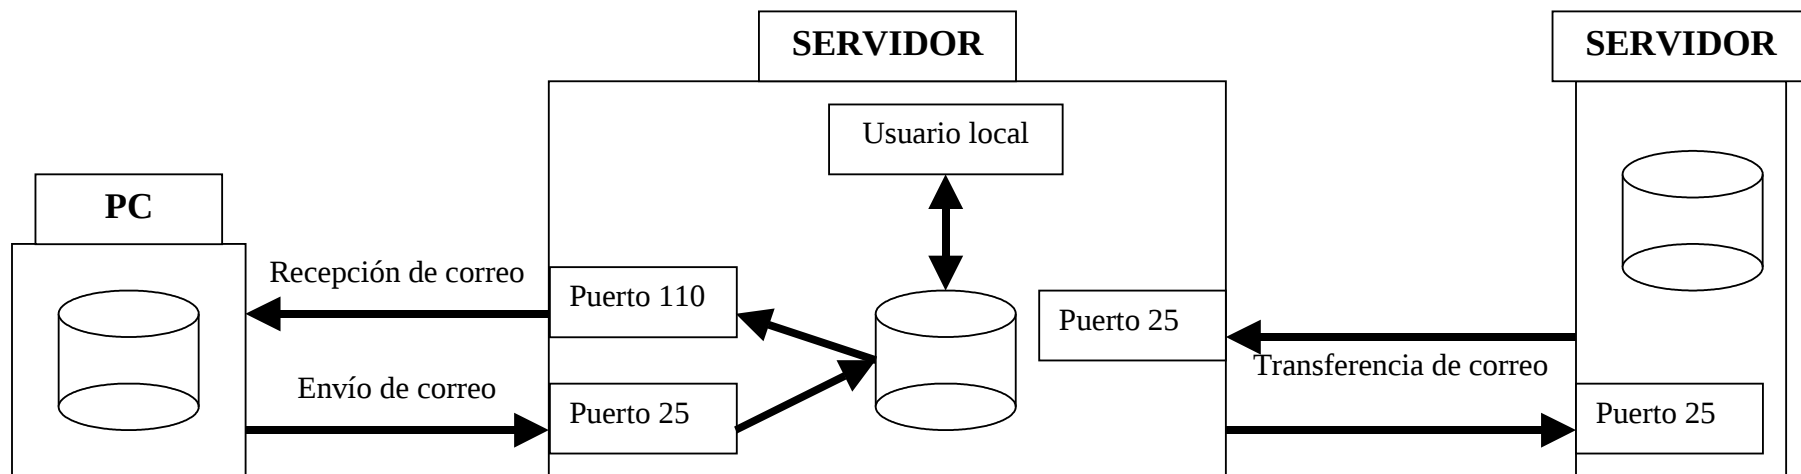 SERVIDOR
SERVIDOR
Usuario local
PC
Recepción de correo
Puerto 110
Puerto 25
Transferencia de correo
Envío de correo
Puerto 25
Puerto 25